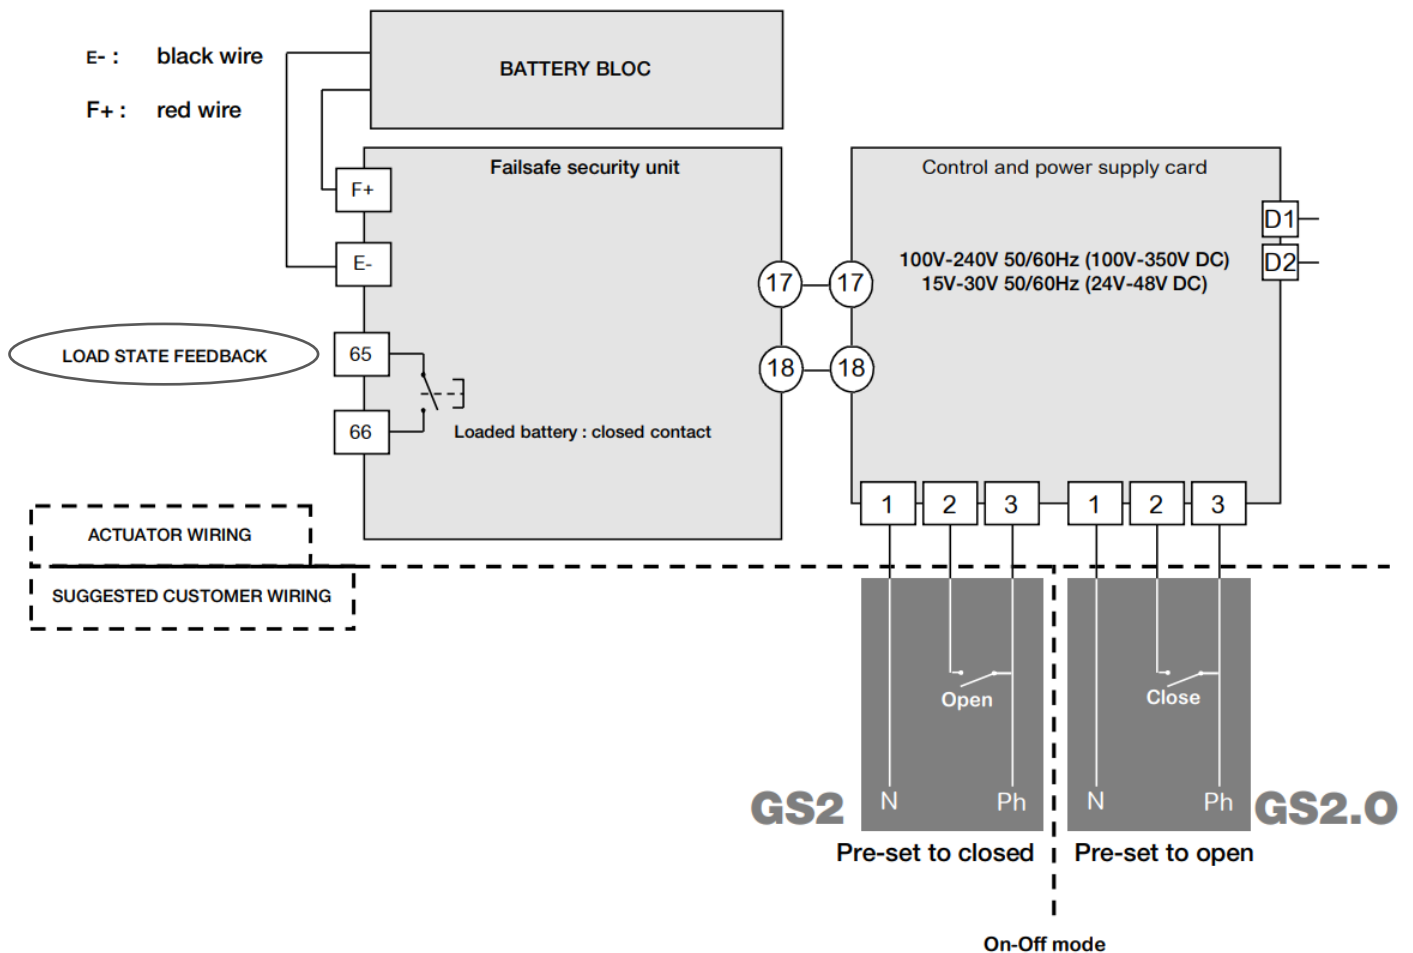 E- : black wire
F+ : red wire
BATTERY BLOC
Failsafe security unit
F+
E-
LOAD STATE FEEDBACK
65
66
Loaded battery : closed contact
17
18
Control and power supply card
100V-240V 50/60Hz (100V-350V DC)
15V-30V 50/60Hz (24V-48V DC)
17
18
D1
D2
1 2 3 1 2 3
ACTUATOR WIRING
SUGGESTED CUSTOMER WIRING
Open
Close
GS2 N Ph N Ph GS2.O
Pre-set to closed
Pre-set to open
On-Off mode